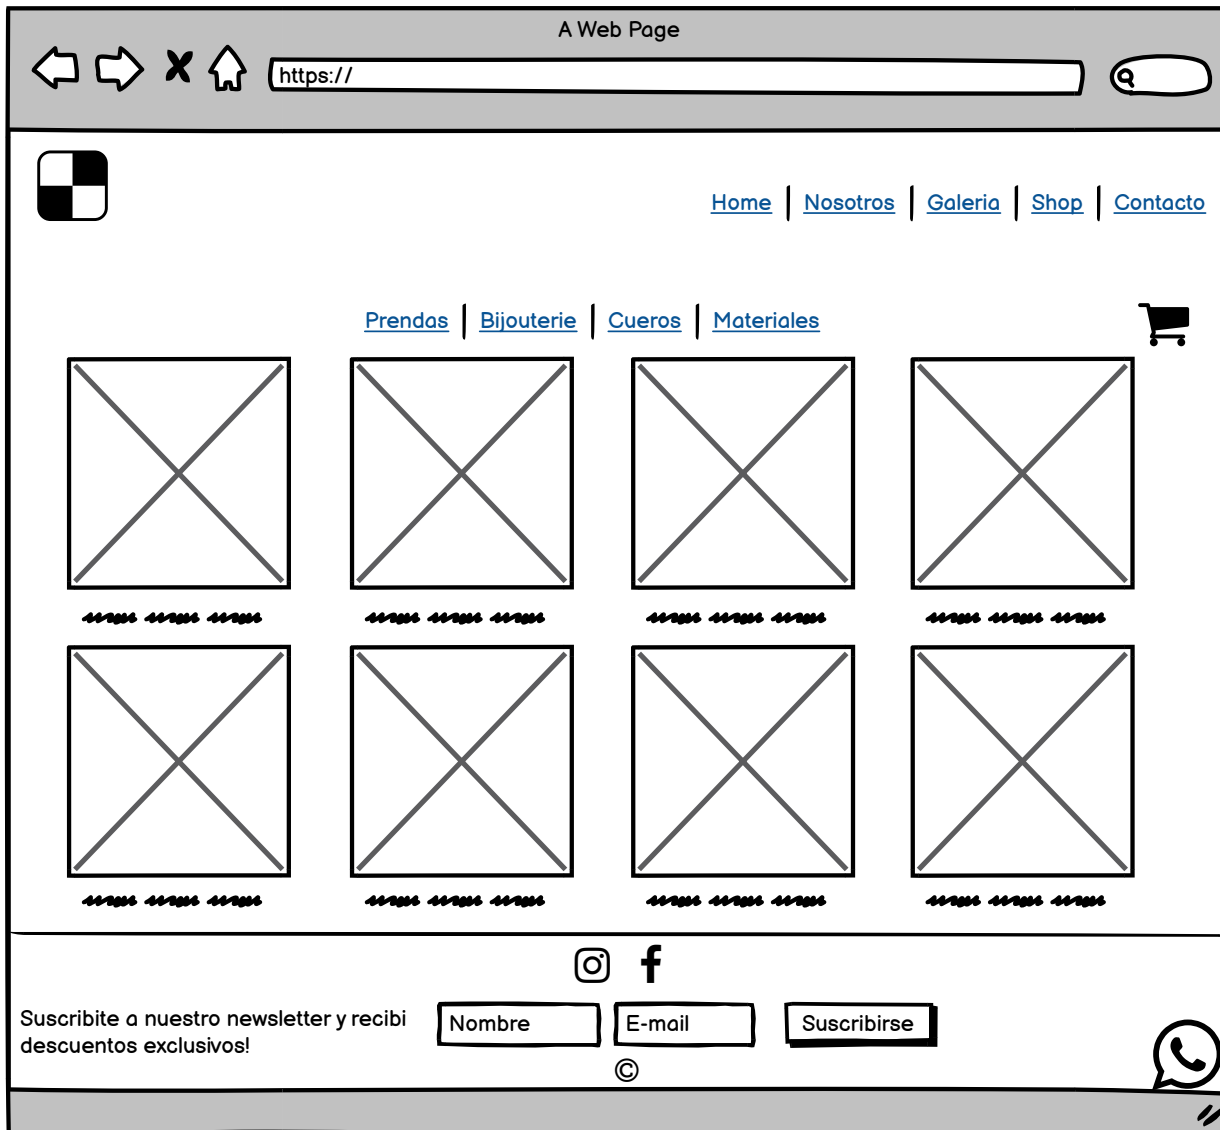 A Web Page
https://
Home Nosotros Galeria Shop Contacto
Prendas Bijouterie Cueros Materiales
Suscribite a nuestro newsletter y recibi
descuentos exclusivos!
Nombre E-mail Suscribirse
©